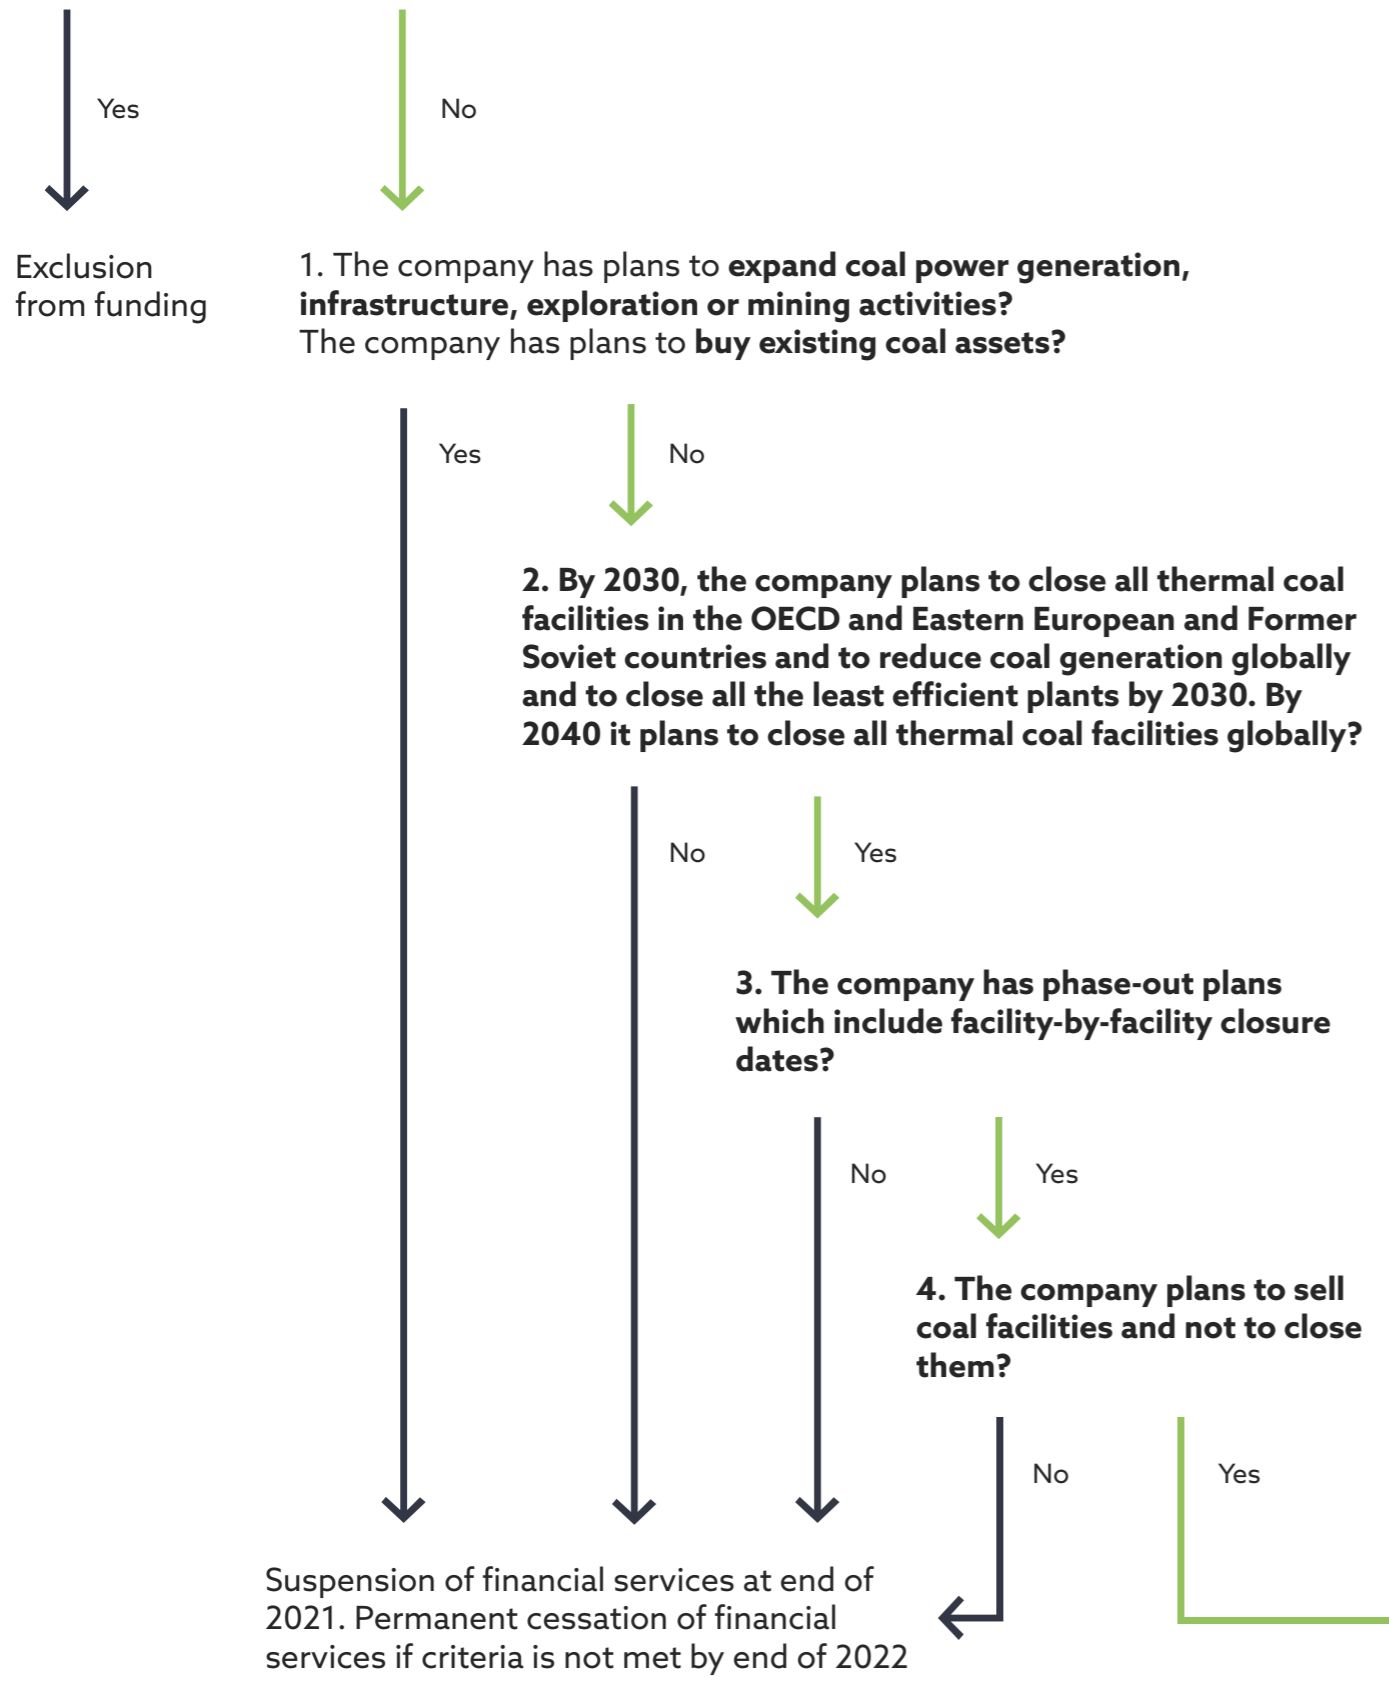 Yes
No
Exclusion
from funding
1. The company has plans to expand coal power generation,
infrastructure, exploration or mining activities?
The company has plans to buy existing coal assets?
Yes
No
2. By 2030, the company plans to close all thermal coal
facilities in the OECD and Eastern European and Former
Soviet countries and to reduce coal generation globally
and to close all the least efficient plants by 2030. By
2040 it plans to close all thermal coal facilities globally?
No
Yes
3. The company has phase-out plans
which include facility-by-facility closure
dates?
No
Yes
4. The company plans to sell
coal facilities and not to close
them?
No
Yes
Suspension of financial services at end of
2021. Permanent cessation of financial
services if criteria is not met by end of 2022